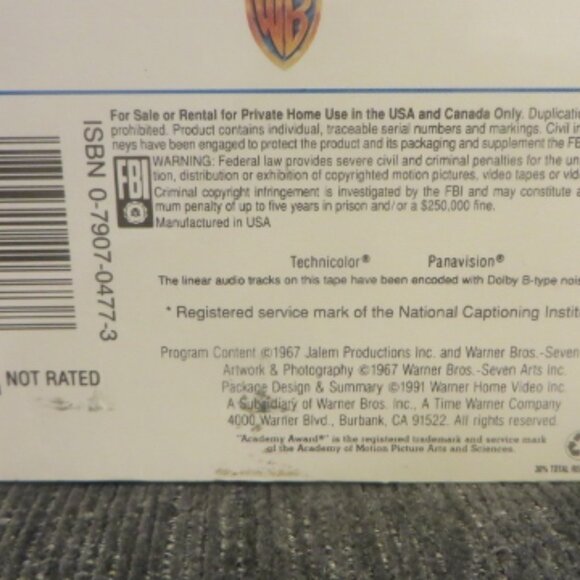 WB
For Sale or Rental for Private Home Use in the USA and Canada Only.
prohibited. Product contains individual, traceable serial numbers and markings. Civil
neys have been engaged to protect the product and its packaging and supplement the
FBI
WARNING: Federal law provides severe civil and criminal penalties for the
tion, distribution or exhibition of copyrighted motion pictures, video tapes or
Criminal copyright infringement is investigated by the FBI and may constitute a
mum penalty of up to five years in prison and/or a $250,000 fine.
Manufactured in USA
ISBN 0-7907-0477-3
Technicolor® Panavision®
The linear audio tracks on this tape have been encoded with Dolby B-type
* Registered service mark of the National Captioning
NOT RATED
Program Content ©1967 Jalem Productions Inc. and Warner Bros.-Seven
Artwork & Photography ©1967 Warner Bros.-Seven Arts Inc.
Package Design & Summary ©1991 Warner Home Video Inc.
A Subsidiary of Warner Bros. Inc., A Time Warner Company
4000 Warner Blvd., Burbank, CA 91522. All rights reserved.
"Academy Award®" is the registered trademark and service mark
of the Academy of Motion Picture Arts and Sciences.
30% TOTAL